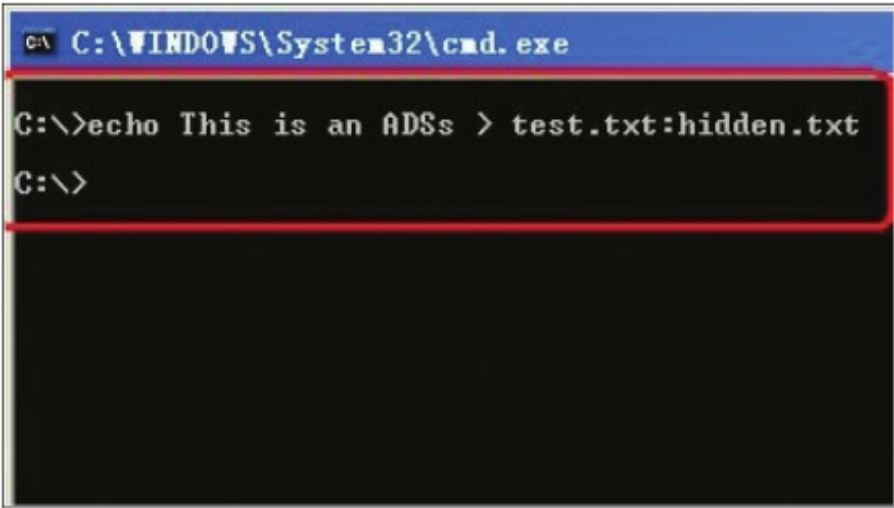 C:\WINDOWS\System32\cmd.exe
C:\>echo This is an ADSs > test.txt:hidden.txt
C:\>